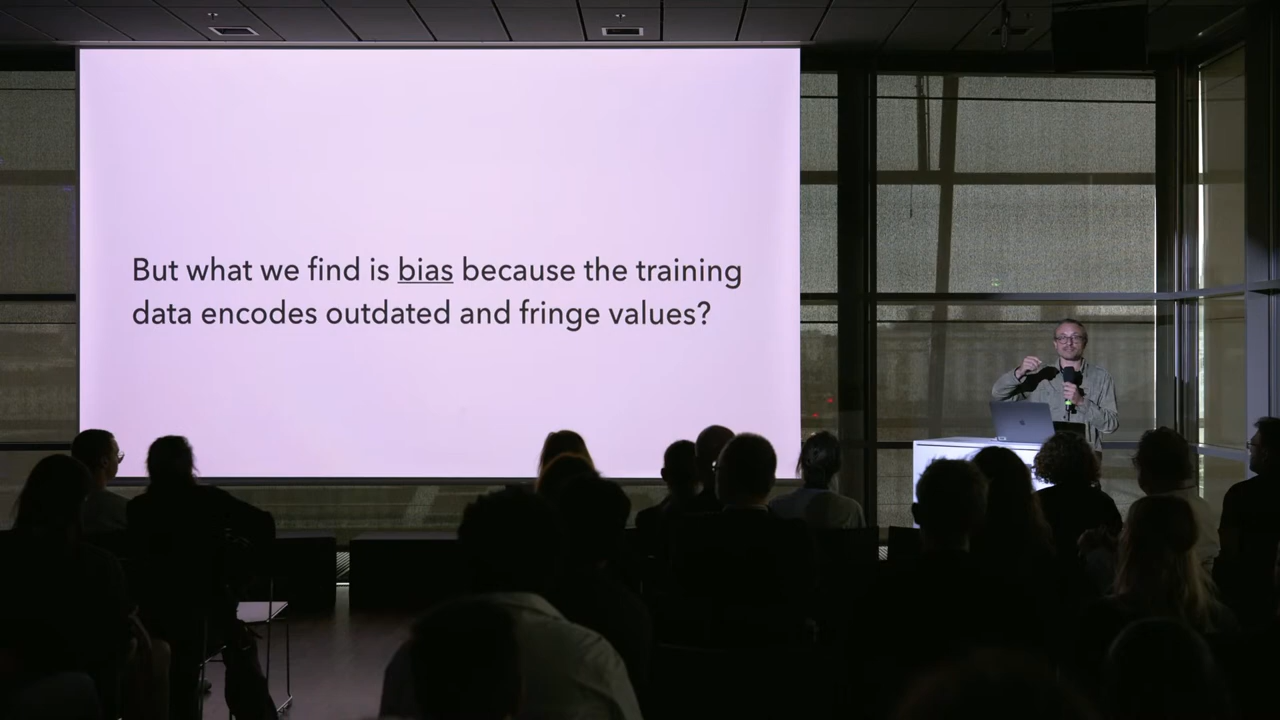 But what we find is bias because the training
data encodes outdated and fringe values?